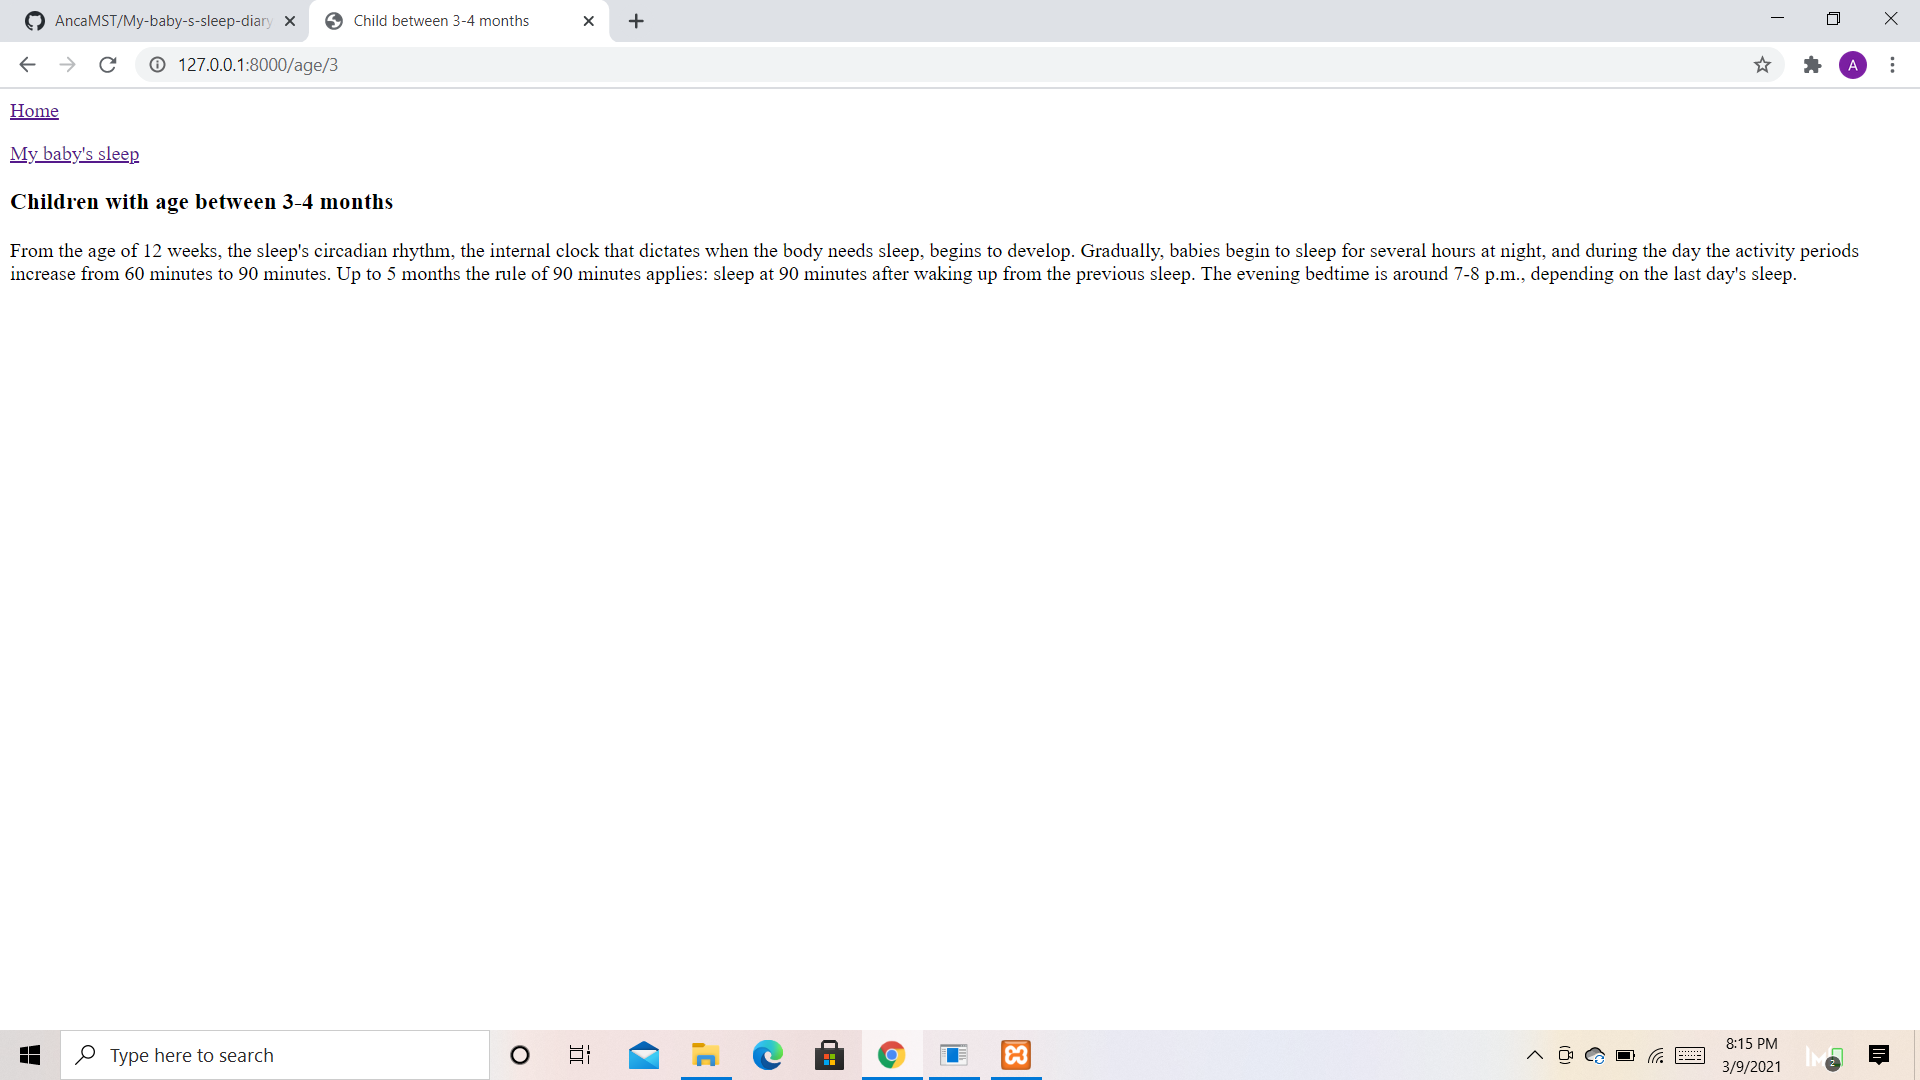 AncaMST/My-baby-s-sleep-diary
Child between 3-4 months
127.0.0.1:8000/age/3
A
Home
My baby's sleep
Children with age between 3-4 months
From the age of 12 weeks, the sleep's circadian rhythm, the internal clock that dictates when the body needs sleep, begins to develop. Gradually, babies begin to sleep for several hours at night, and during the day the activity periods
increase from 60 minutes to 90 minutes. Up to 5 months the rule of 90 minutes applies: sleep at 90 minutes after waking up from the previous sleep. The evening bedtime is around 7-8 p.m., depending on the last day's sleep.
Type here to search
8:15 PM
3/9/2021
2